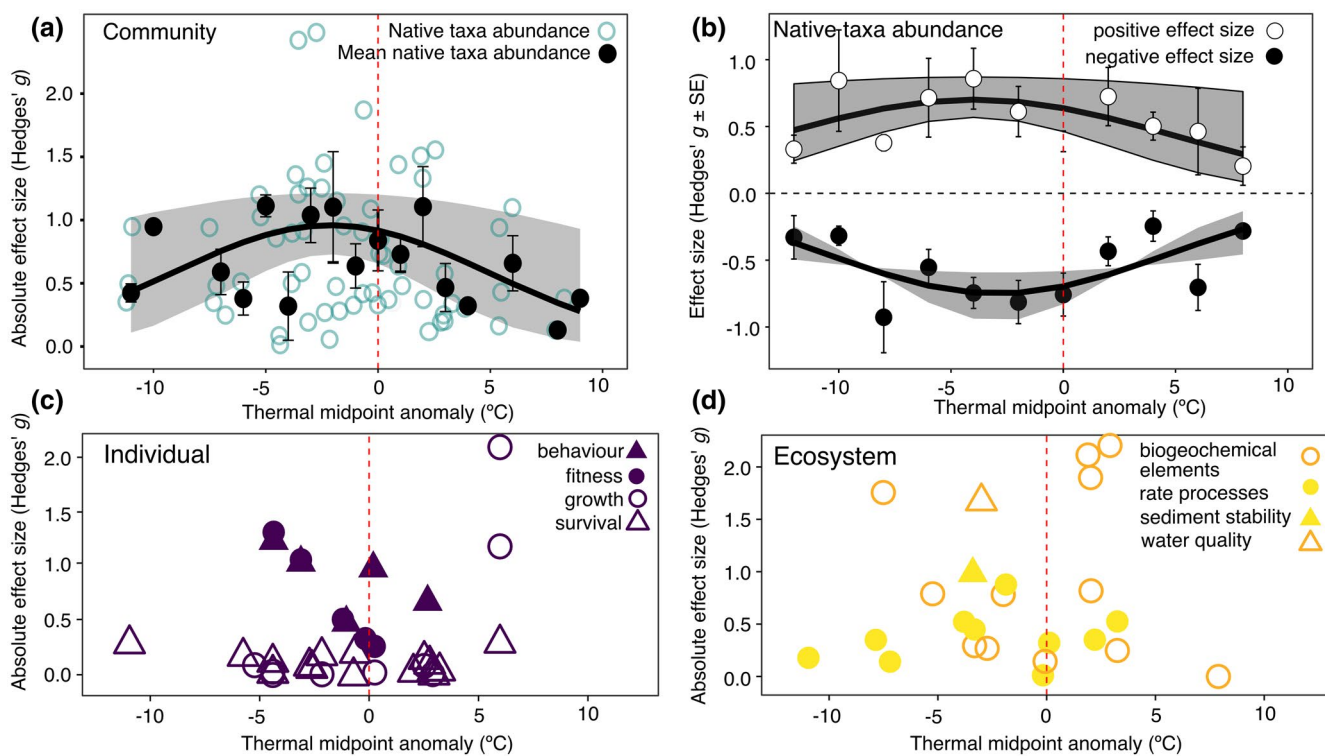 (a)
Community
Native taxa abundance
Mean native taxa abundance
Absolute effect size (Hedges' g)
2.0
1.5
1.0
0.5
0.0
-10
-5
0
5
10
Thermal midpoint anomaly (ºC)
(b)
Native taxa abundance
positive effect size
negative effect size
Effect size (Hedges' g ± SE)
1.0
0.5
0.0
-0.5
-1.0
-10
-5
0
5
10
Thermal midpoint anomaly (ºC)
(c)
Individual
behaviour
fitness
growth
survival
Absolute effect size (Hedges' g)
2.0
1.5
1.0
0.5
0.0
-10
-5
0
5
10
Thermal midpoint anomaly (ºC)
(d)
Ecosystem
biogeochemical
elements
rate processes
sediment stability
water quality
Absolute effect size (Hedges' g)
2.0
1.5
1.0
0.5
0.0
-10
-5
0
5
10
Thermal midpoint anomaly (ºC)